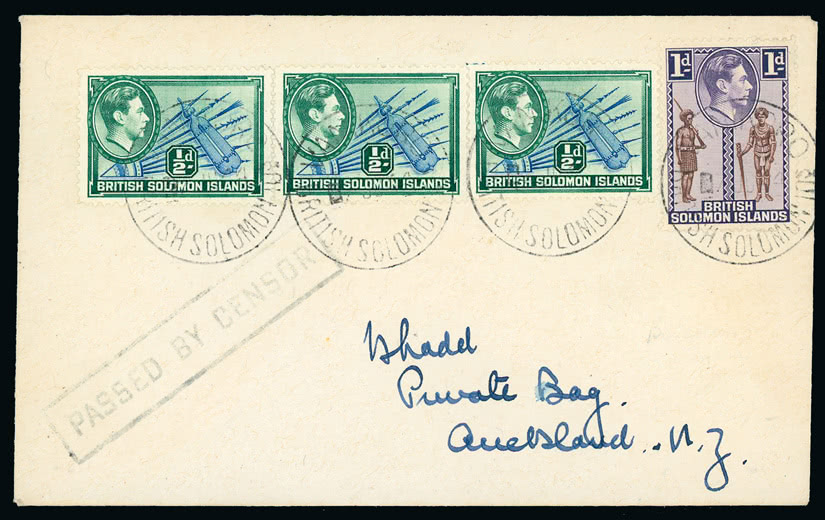 ½d
BRITISH SOLOMON ISLANDS
½d
BRITISH SOLOMON ISLANDS
½d
BRITISH SOLOMON ISLANDS
1d. 1d.
BRITISH
SOLOMON ISLANDS
BRITISH SOLOMON
BRITISH SOLOMON
BRITISH SOLOMON
BRITISH SOLOMON
PASSED BY CENSOR
Private Bag.
Auckland. N.Z.